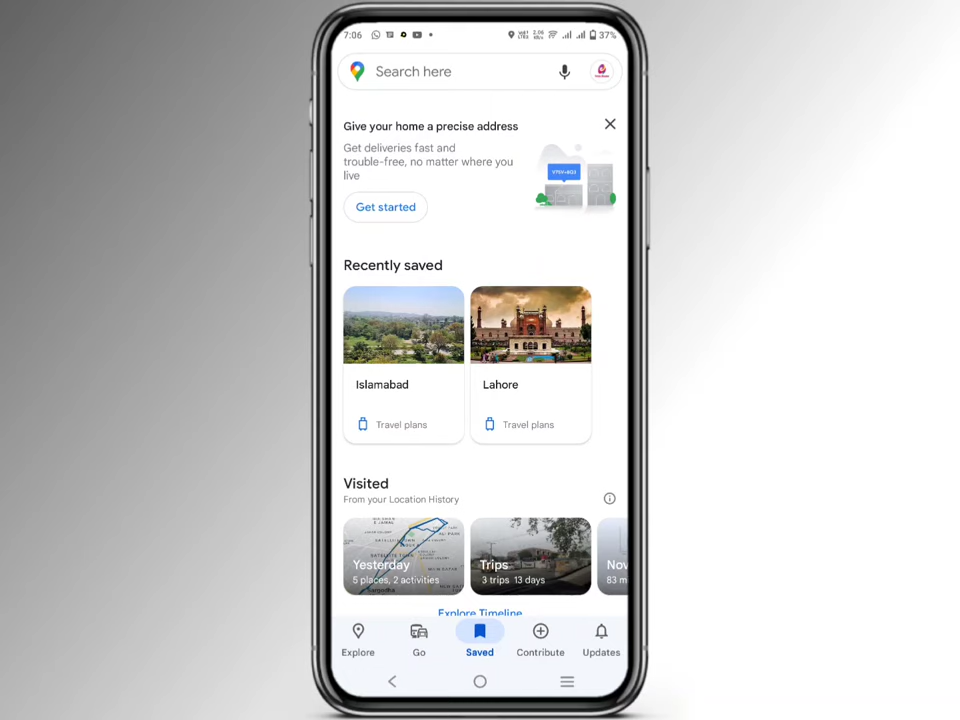 7:06
37%
Search here
Give your home a precise address
Get deliveries fast and
trouble-free, no matter where you
live
Get started
Recently saved
Islamabad
Lahore
Travel plans
Travel plans
Visited
From your Location History
Yesterday
5 places, 2 activities
Trips
3 trips 13 days
Nov
83 m
Explore Timeline
Explore
Go
Saved
Contribute
Updates